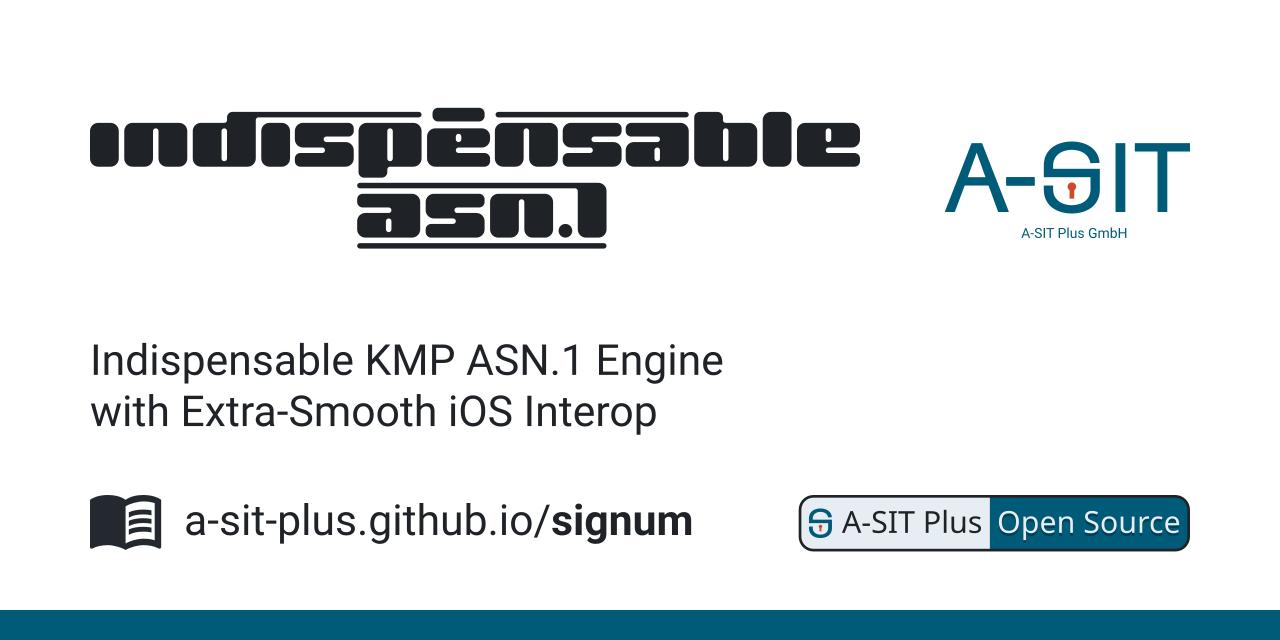 indispēnsable
asn.1
A-SIT
A-SIT Plus GmbH
Indispensable KMP ASN.1 Engine
with Extra-Smooth iOS Interop
a-sit-plus.github.io/signum
A-SIT Plus Open Source